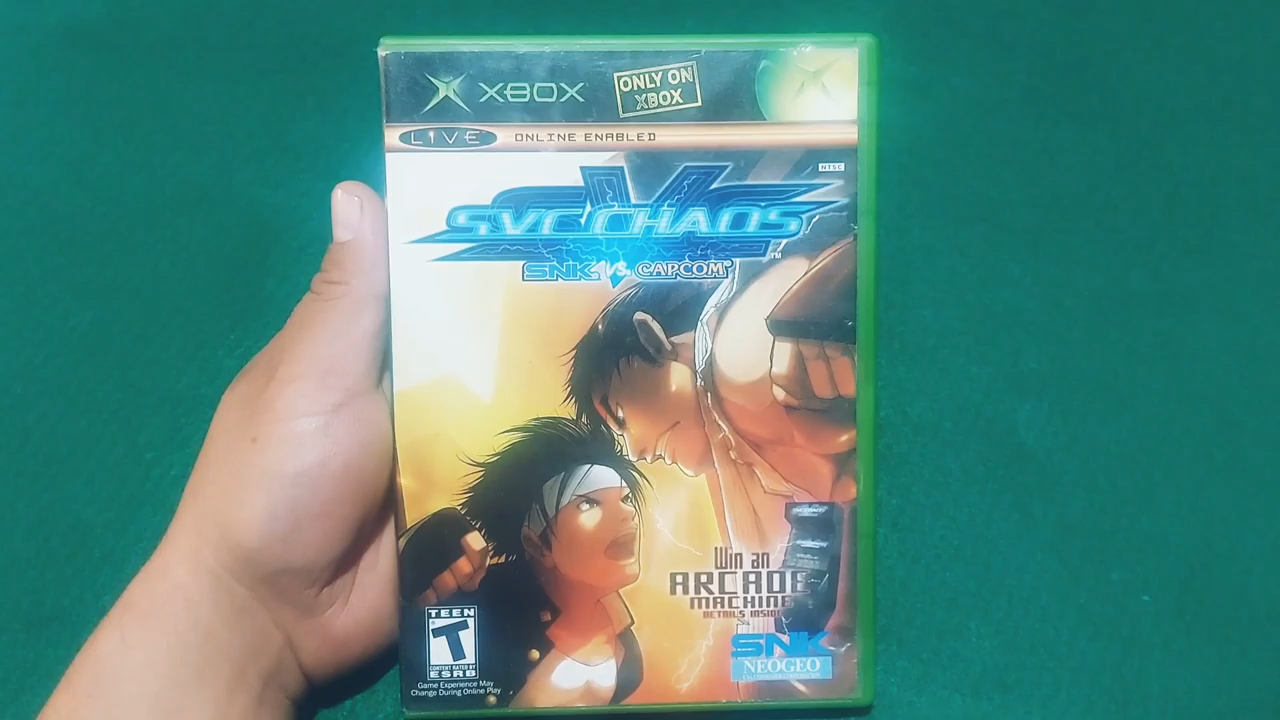 XBOX
ONLY ON
XBOX
LIVE
ONLINE ENABLED
NTSC
SVC CHAOS
TM
SNK VS. CAPCOM
Win an
ARCADE
MACHINE
DETAILS INSIDE
SNK
NEOGEO
TEEN
T
CONTENT RATED BY
ESRB
Game Experience May
Change During Online Play